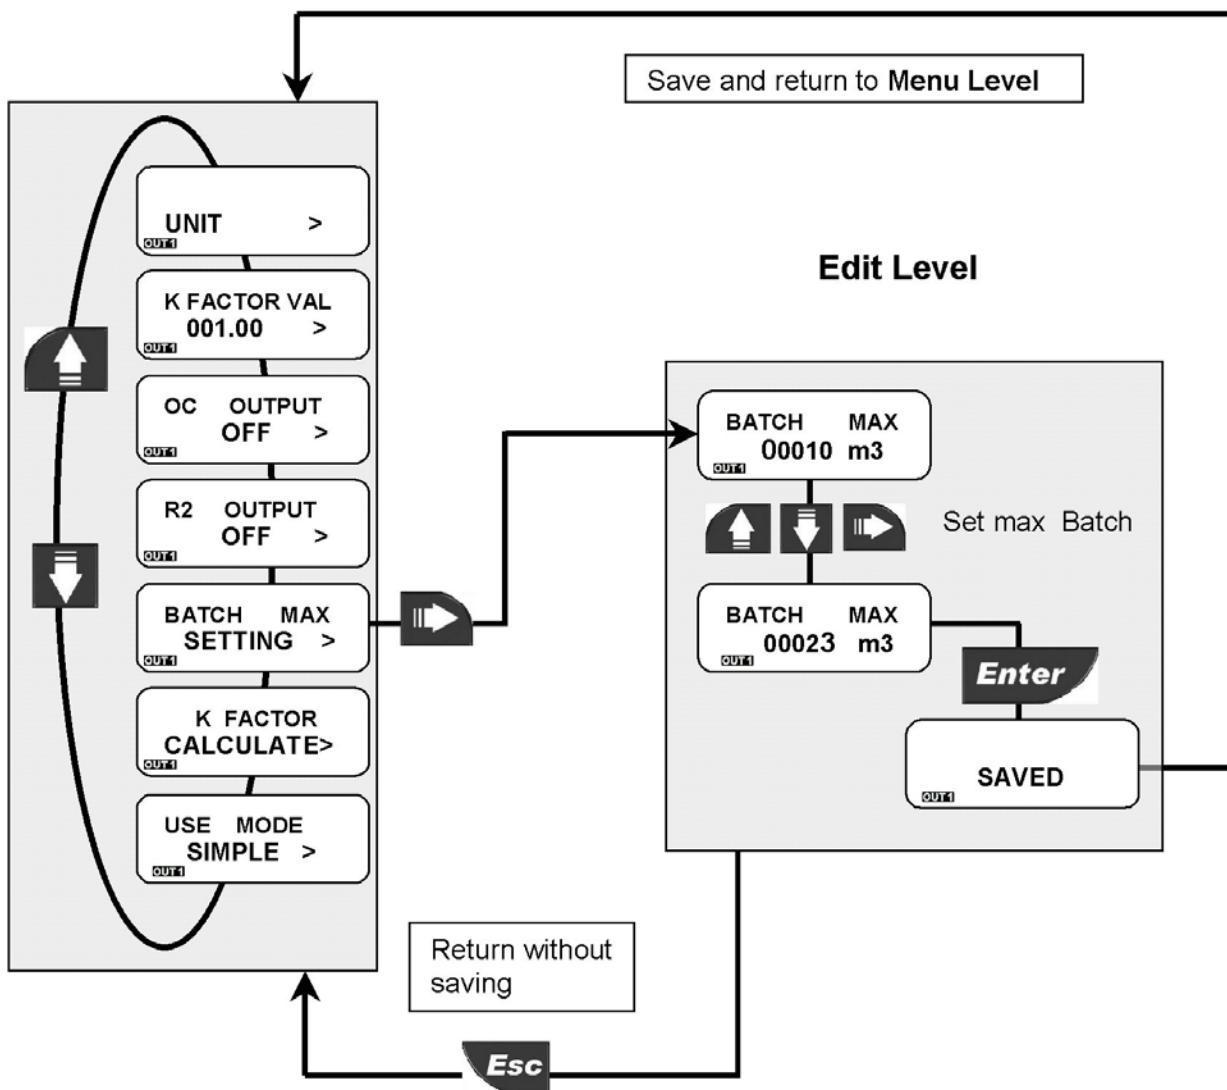 Save and return to Menu Level
UNIT >
OUT1
K FACTOR VAL
001.00 >
OUT1
OC OUTPUT
OFF >
OUT1
R2 OUTPUT
OFF >
OUT1
BATCH MAX
SETTING >
OUT1
K FACTOR
CALCULATE>
OUT1
USE MODE
SIMPLE >
OUT1
Edit Level
BATCH MAX
00010 m3
OUT1
Set max Batch
BATCH MAX
00023 m3
OUT1
Enter
SAVED
OUT1
Return without
saving
Esc